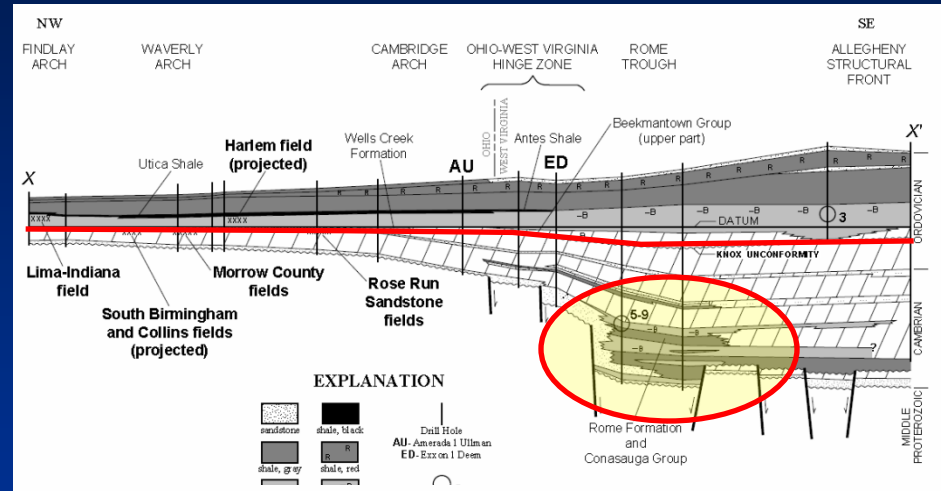 NW
SE
FINDLAY
ARCH
WAVERLY
ARCH
CAMBRIDGE
ARCH
OHIO-WEST VIRGINIA
HINGE ZONE
ROME
TROUGH
ALLEGHENY
STRUCTURAL
FRONT
OHIO
WEST VIRGINIA
Beekmantown Group
(upper part)
Harlem field
(projected)
Wells Creek
Formation
Antes Shale
X'
Utica Shale
AU
ED
X
R R R R R R R R R R R
XXXX
XXXX
–B –B –B –B
3
DATUM
ORDOVICIAN
XXXX
XXXX
KNOX UNCONFORMITY
Lima-Indiana
field
Morrow County
fields
Rose Run
Sandstone
fields
South Birmingham
and Collins fields
(projected)
5-9
–B
–B
–B
?
CAMBRIAN
EXPLANATION
Rome Formation
and
Conasauga Group
MIDDLE
PROTEROZOIC
sandstone
shale, black
Drill Hole
AU- Amerada 1 Ullman
ED- Exxon 1 Deem
R R
R
shale, gray
shale, red
R